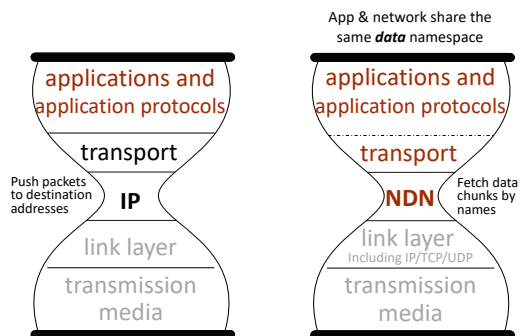 applications and
application protocols
transport
Push packets
to destination
addresses
IP
link layer
transmission
media
App & network share the
same data namespace
applications and
application protocols
transport
NDN
Fetch data
chunks by
names
link layer
Including IP/TCP/UDP
transmission
media